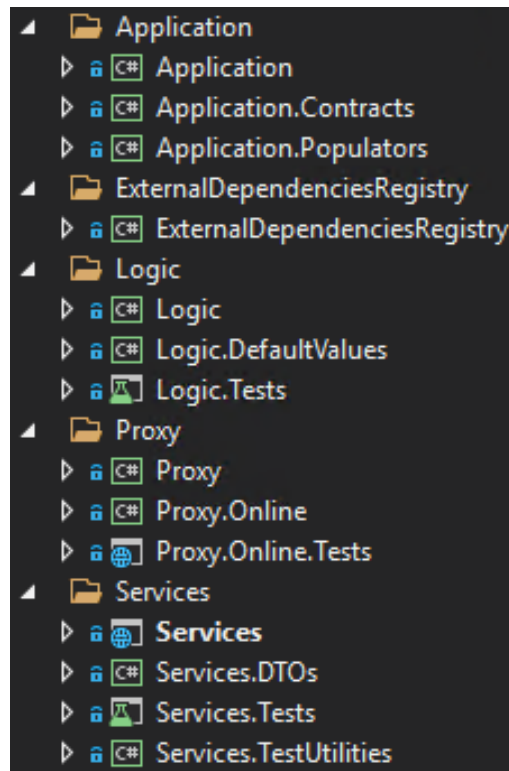 Application
C# Application
C# Application.Contracts
C# Application.Populators
ExternalDependenciesRegistry
C# ExternalDependenciesRegistry
Logic
C# Logic
C# Logic.DefaultValues
Logic.Tests
Proxy
C# Proxy
C# Proxy.Online
Proxy.Online.Tests
Services
Services
C# Services.DTOs
Services.Tests
C# Services.TestUtilities